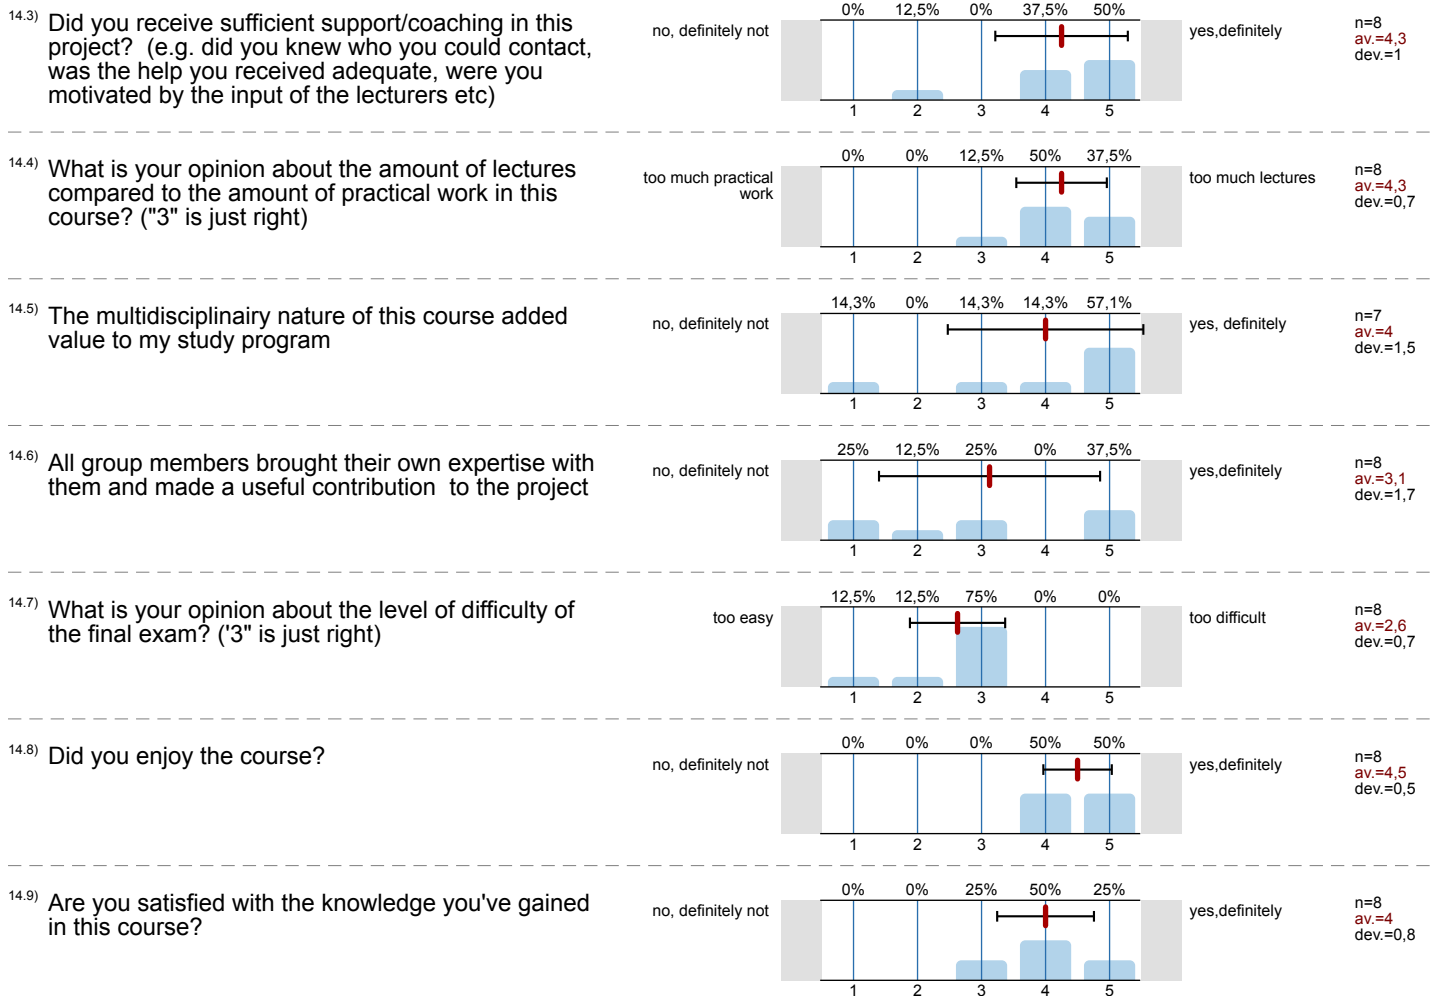 14.3) Did you receive sufficient support/coaching in this
project?  (e.g. did you knew who you could contact,
was the help you received adequate, were you
motivated by the input of the lecturers etc)
no, definitely not
0% 12,5% 0% 37,5% 50%
1 2 3 4 5
yes,definitely
n=8
av.=4,3
dev.=1
14.4) What is your opinion about the amount of lectures
compared to the amount of practical work in this
course? ("3" is just right)
too much practical
work
0% 0% 12,5% 50% 37,5%
1 2 3 4 5
too much lectures
n=8
av.=4,3
dev.=0,7
14.5) The multidisciplinairy nature of this course added
value to my study program
no, definitely not
14,3% 0% 14,3% 14,3% 57,1%
1 2 3 4 5
yes, definitely
n=7
av.=4
dev.=1,5
14.6) All group members brought their own expertise with
them and made a useful contribution  to the project
no, definitely not
25% 12,5% 25% 0% 37,5%
1 2 3 4 5
yes,definitely
n=8
av.=3,1
dev.=1,7
14.7) What is your opinion about the level of difficulty of
the final exam? ('3" is just right)
too easy
12,5% 12,5% 75% 0% 0%
1 2 3 4 5
too difficult
n=8
av.=2,6
dev.=0,7
14.8) Did you enjoy the course?
no, definitely not
0% 0% 0% 50% 50%
1 2 3 4 5
yes,definitely
n=8
av.=4,5
dev.=0,5
14.9) Are you satisfied with the knowledge you've gained
in this course?
no, definitely not
0% 0% 25% 50% 25%
1 2 3 4 5
yes,definitely
n=8
av.=4
dev.=0,8